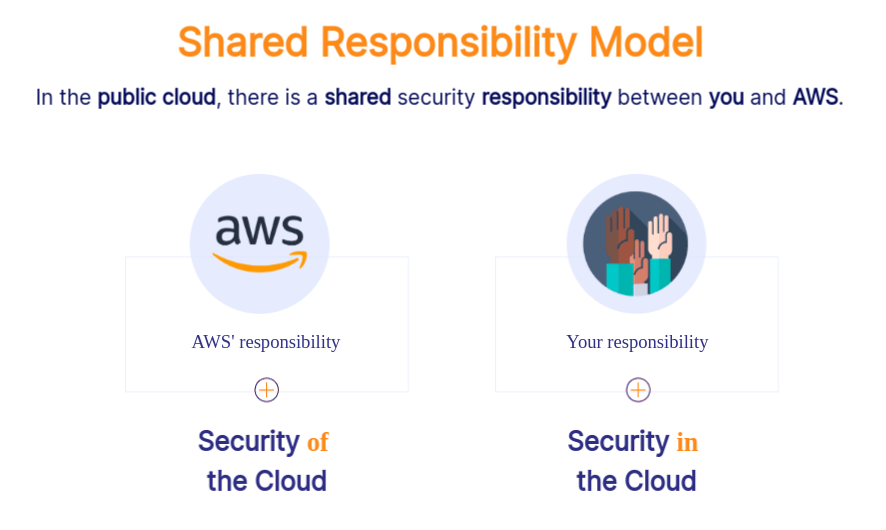 Shared Responsibility Model
In the public cloud, there is a shared security responsibility between you and AWS.
aws
AWS' responsibility
Security of
the Cloud
Your responsibility
Security in
the Cloud